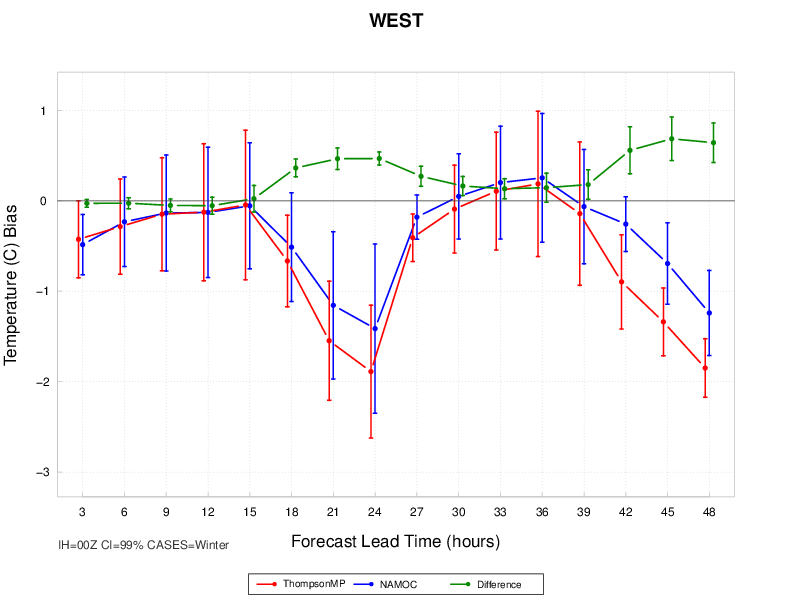 WEST
Temperature (C) Bias
1
0
−1
−2
−3
3 6 9 12 15 18 21 24 27 30 33 36 39 42 45 48
IH=00Z CI=99% CASES=Winter
Forecast Lead Time (hours)
ThompsonMP NAMOC Difference